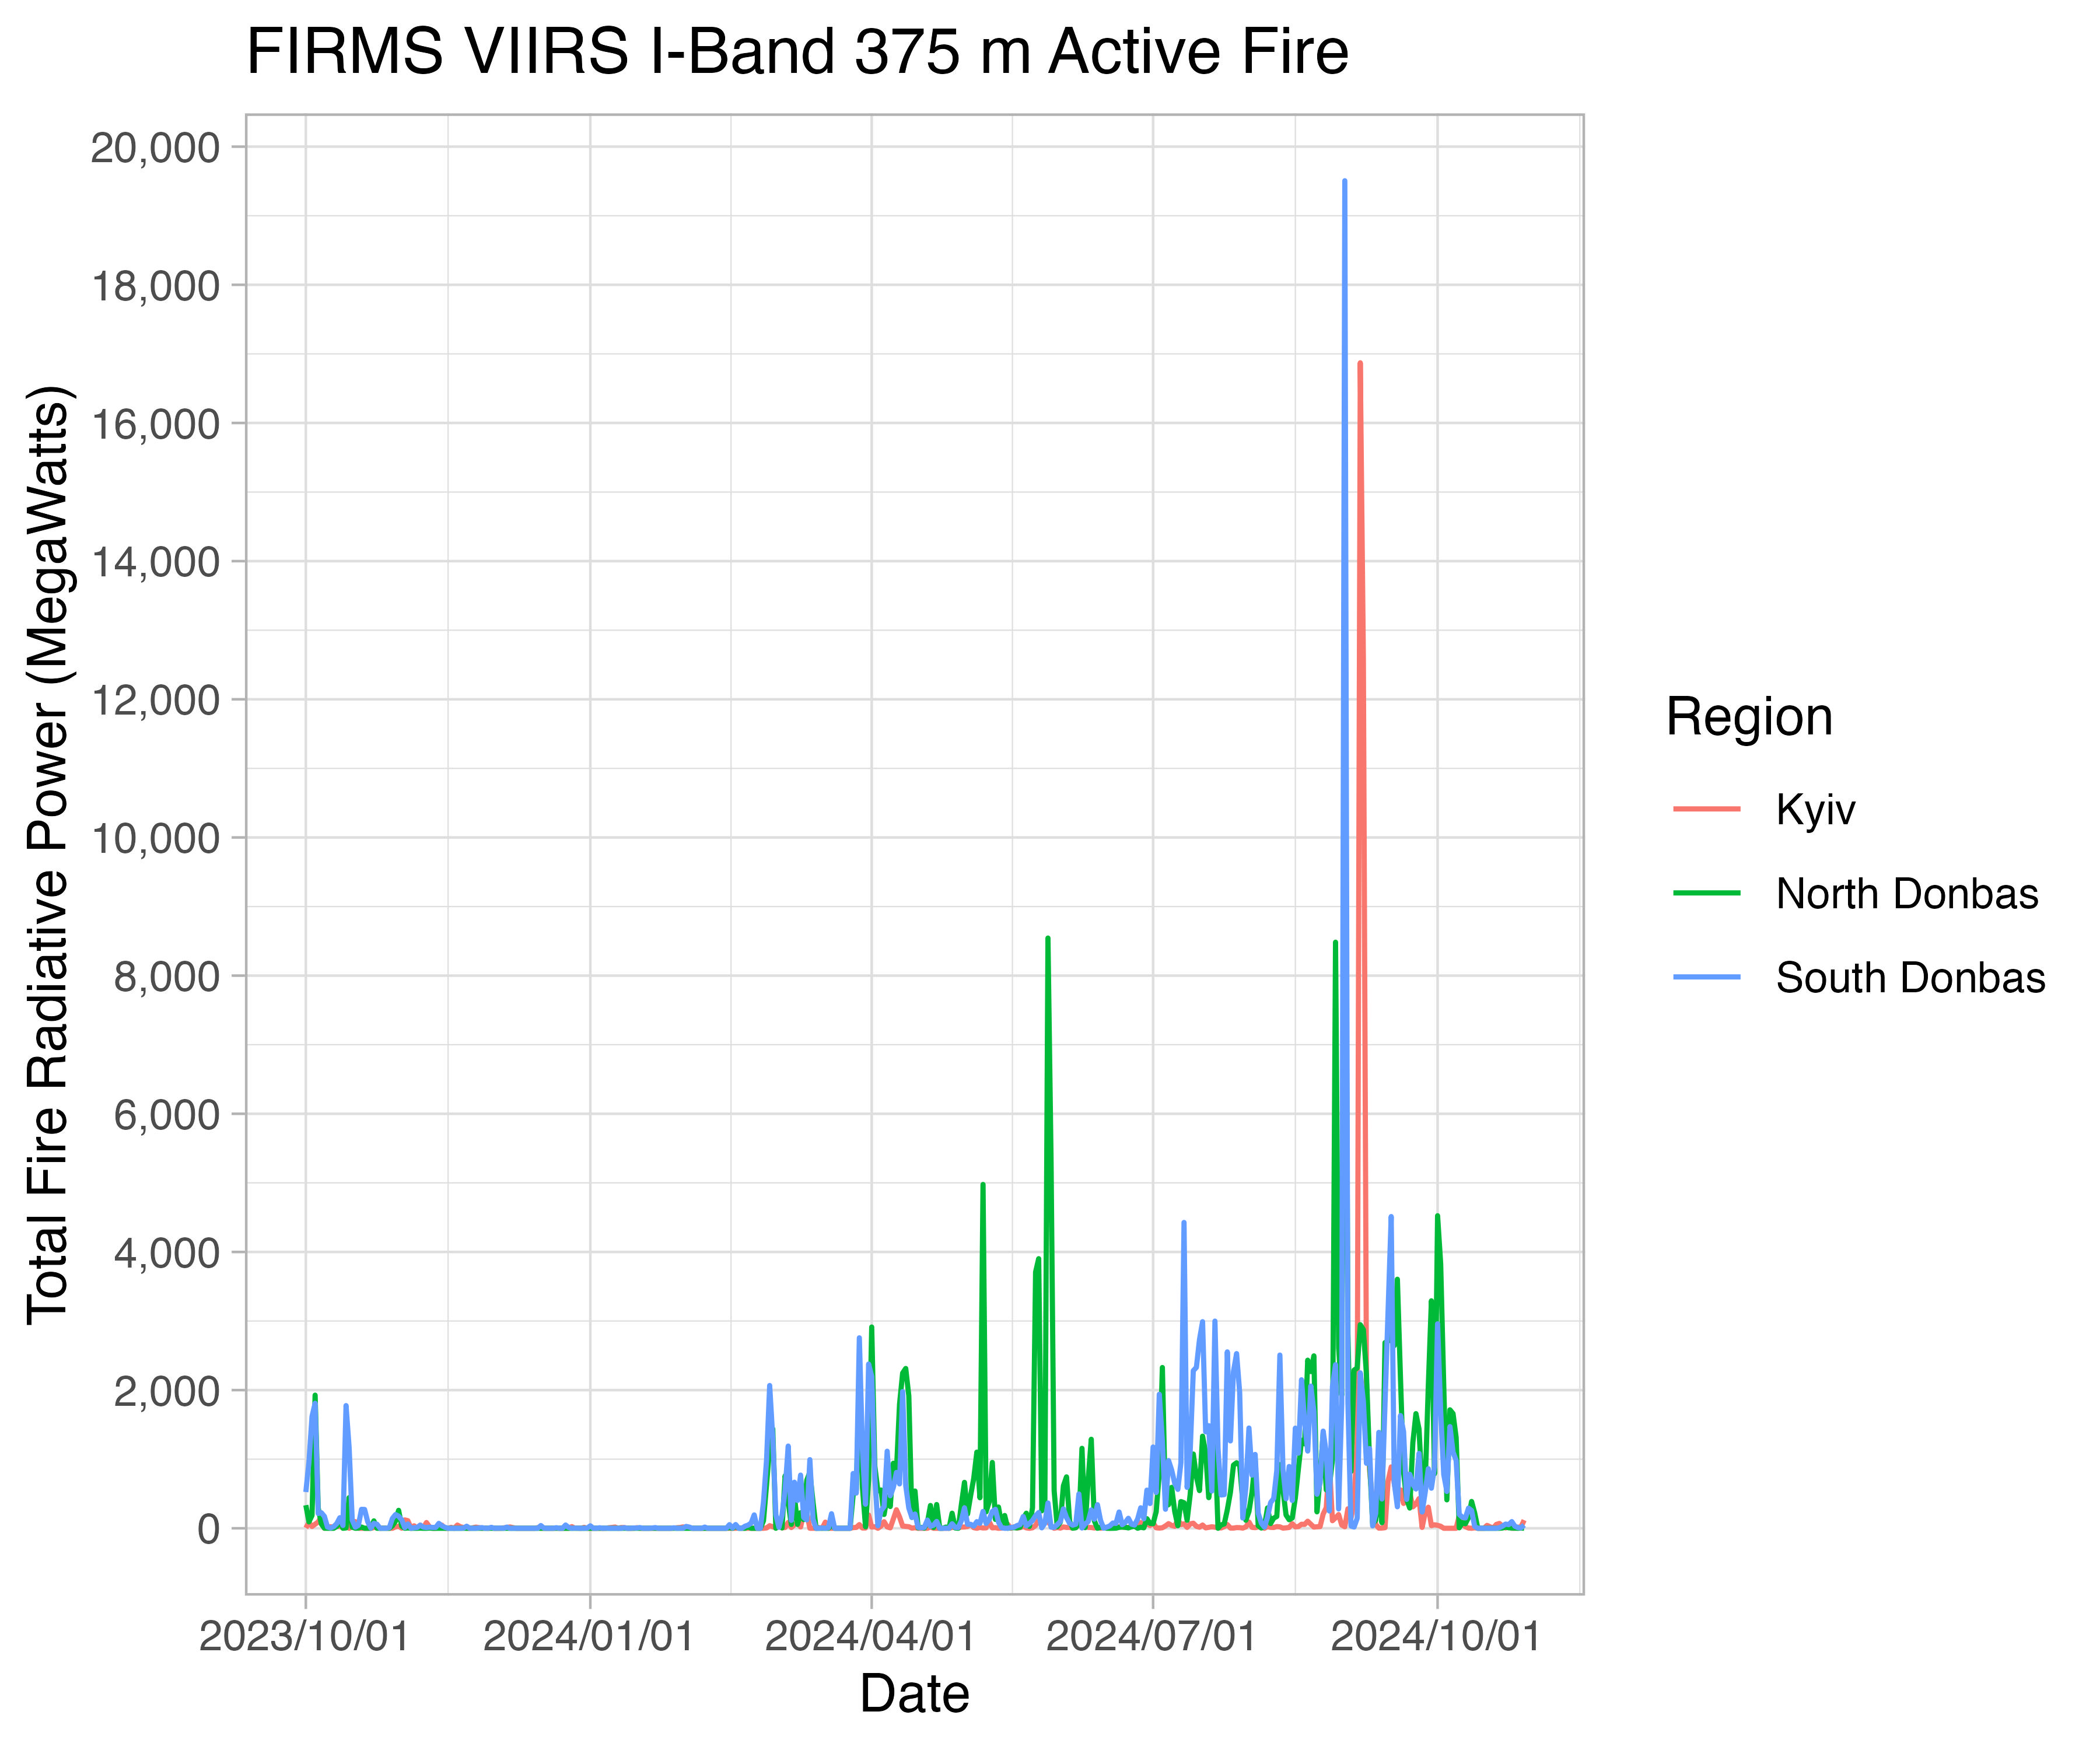 FIRMS VIIRS I-Band 375 m Active Fire
Total Fire Radiative Power (MegaWatts)
20,000
18,000
16,000
14,000
12,000
10,000
8,000
6,000
4,000
2,000
0
2023/10/01
2024/01/01
2024/04/01
2024/07/01
2024/10/01
Date
Region
Kyiv
North Donbas
South Donbas